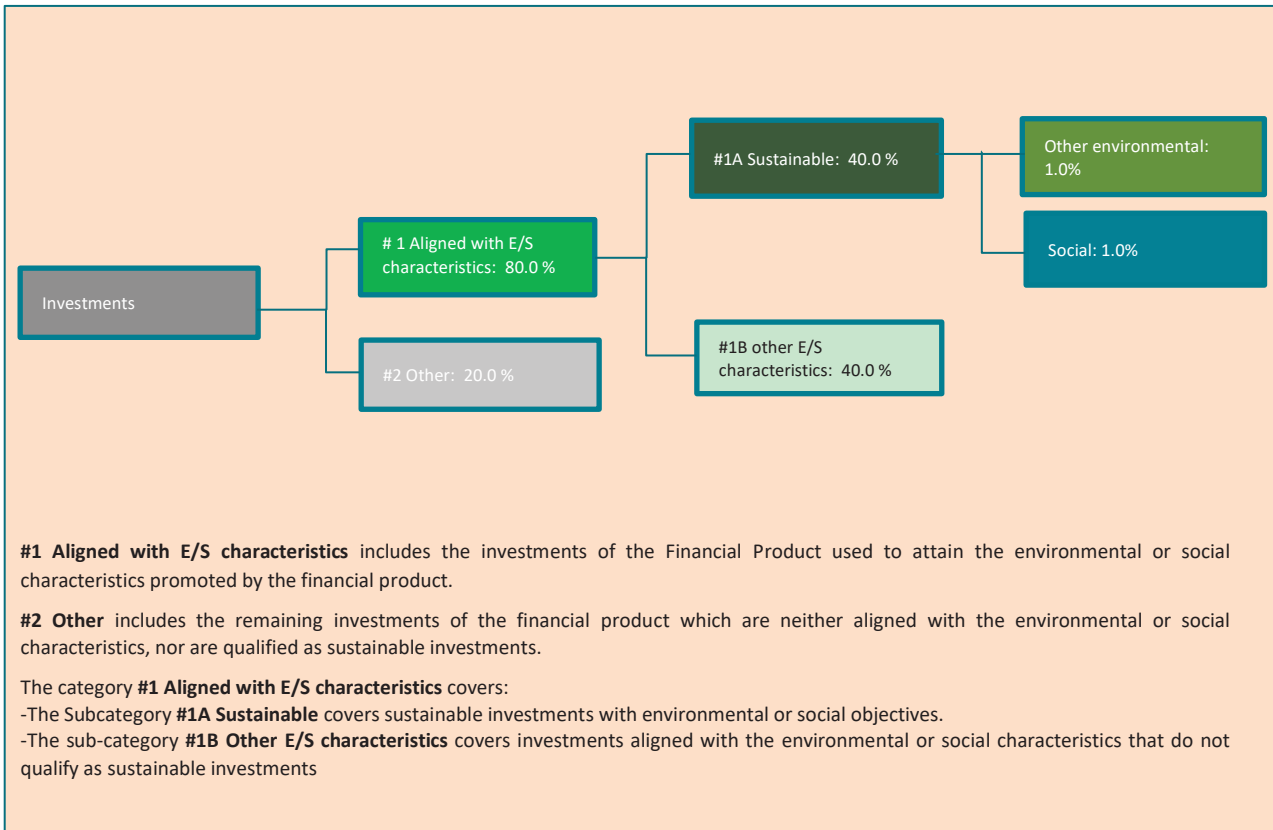 Investments
# 1 Aligned with E/S
characteristics:  80.0 %
#2 Other:  20.0 %
#1A Sustainable:  40.0 %
#1B other E/S
characteristics:  40.0 %
Other environmental:
1.0%
Social: 1.0%
#1 Aligned with E/S characteristics includes the investments of the Financial Product used to attain the environmental or social
characteristics promoted by the financial product.
#2 Other includes the remaining investments of the financial product which are neither aligned with the environmental or social
characteristics, nor are qualified as sustainable investments.
The category #1 Aligned with E/S characteristics covers:
-The Subcategory #1A Sustainable covers sustainable investments with environmental or social objectives.
-The sub-category #1B Other E/S characteristics covers investments aligned with the environmental or social characteristics that do not
qualify as sustainable investments